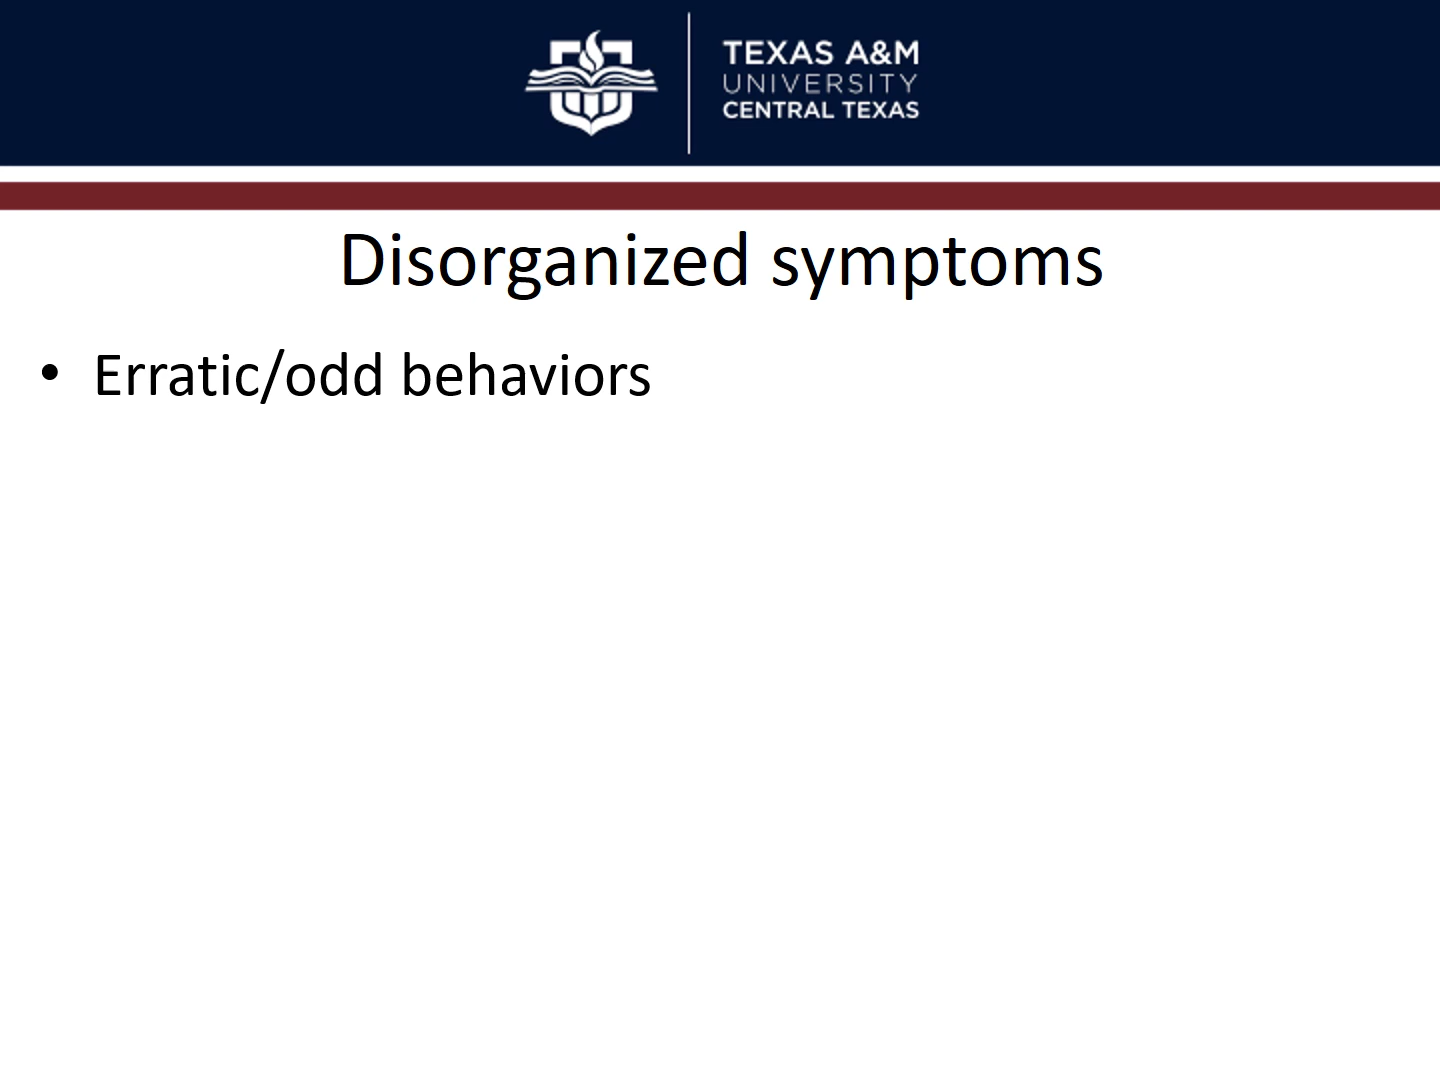 TEXAS A&M
UNIVERSITY
CENTRAL TEXAS
Disorganized symptoms
• Erratic/odd behaviors